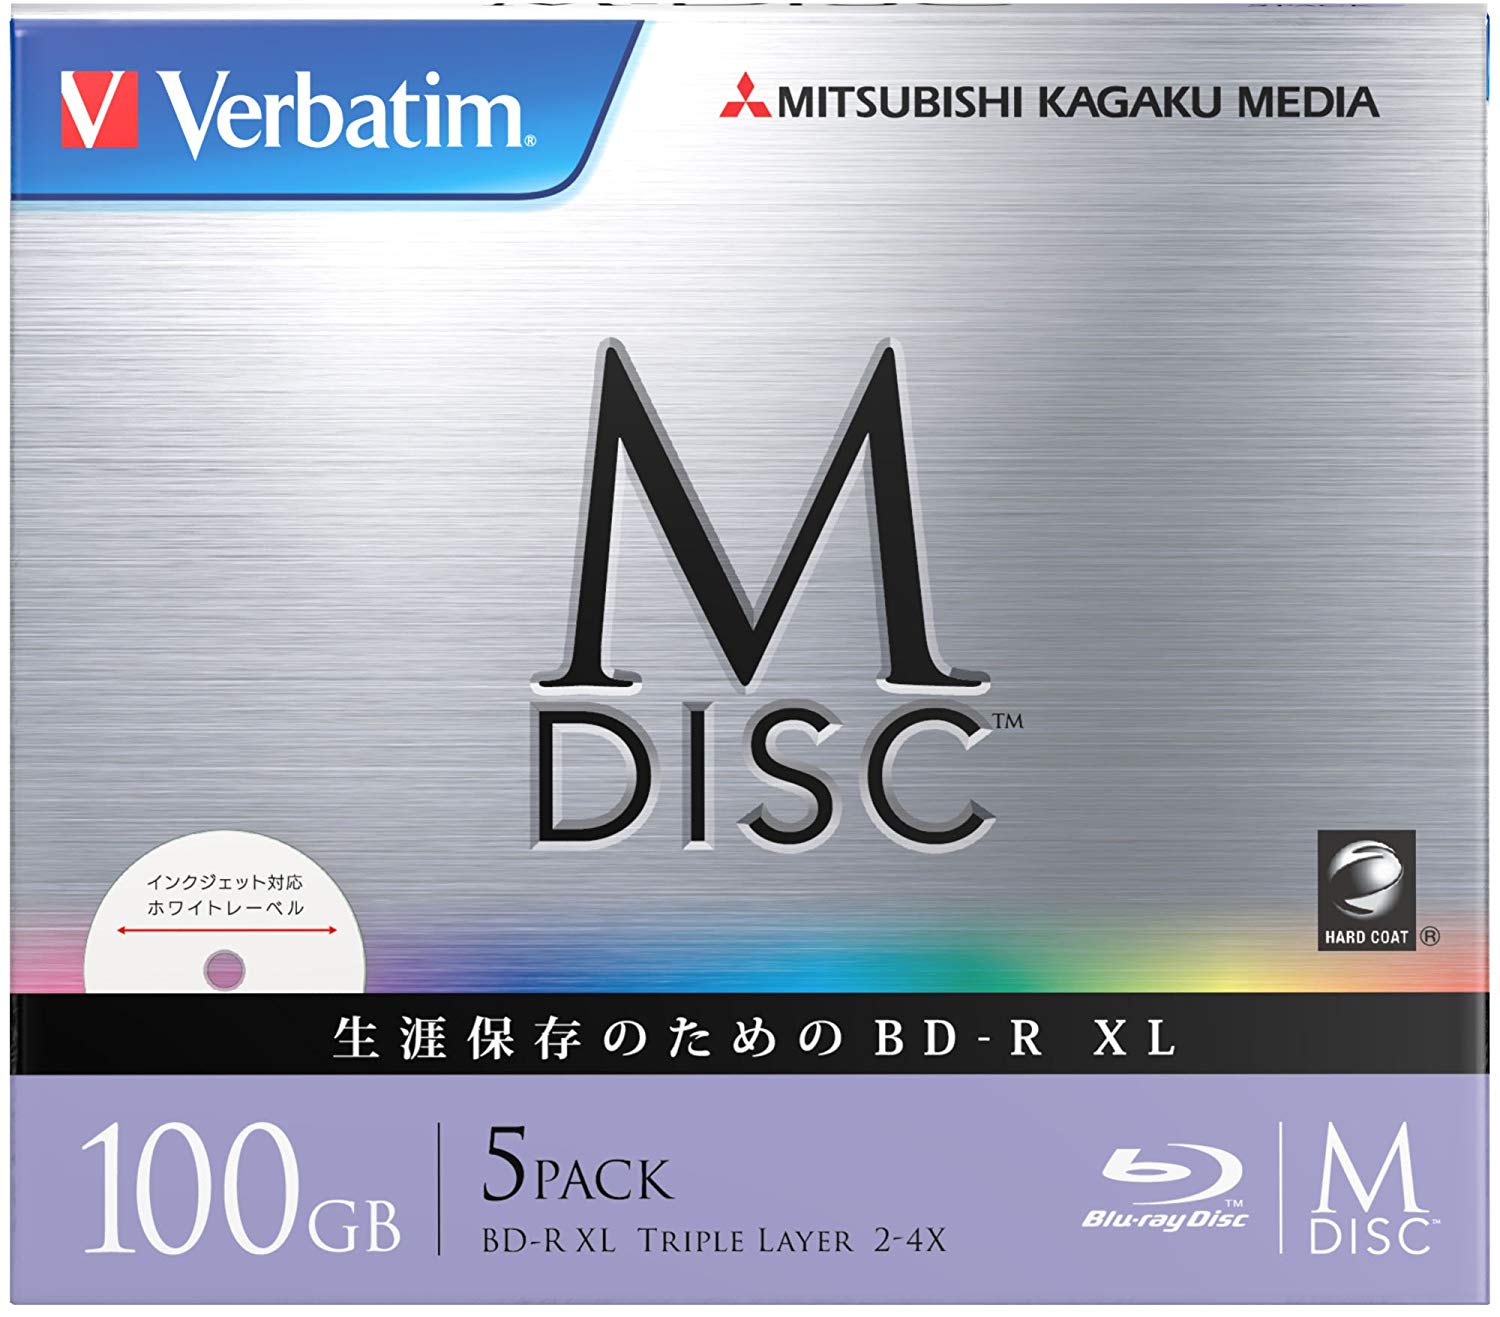 Verbatim®
MITSUBISHI KAGAKU MEDIA
M
DISC™
インクジェット対応
ホワイトレーベル
HARD COAT ®
生涯保存のためのBD-R XL
100GB
5PACK
BD-R XL TRIPLE LAYER 2-4X
Blu-ray Disc™
M
DISC™